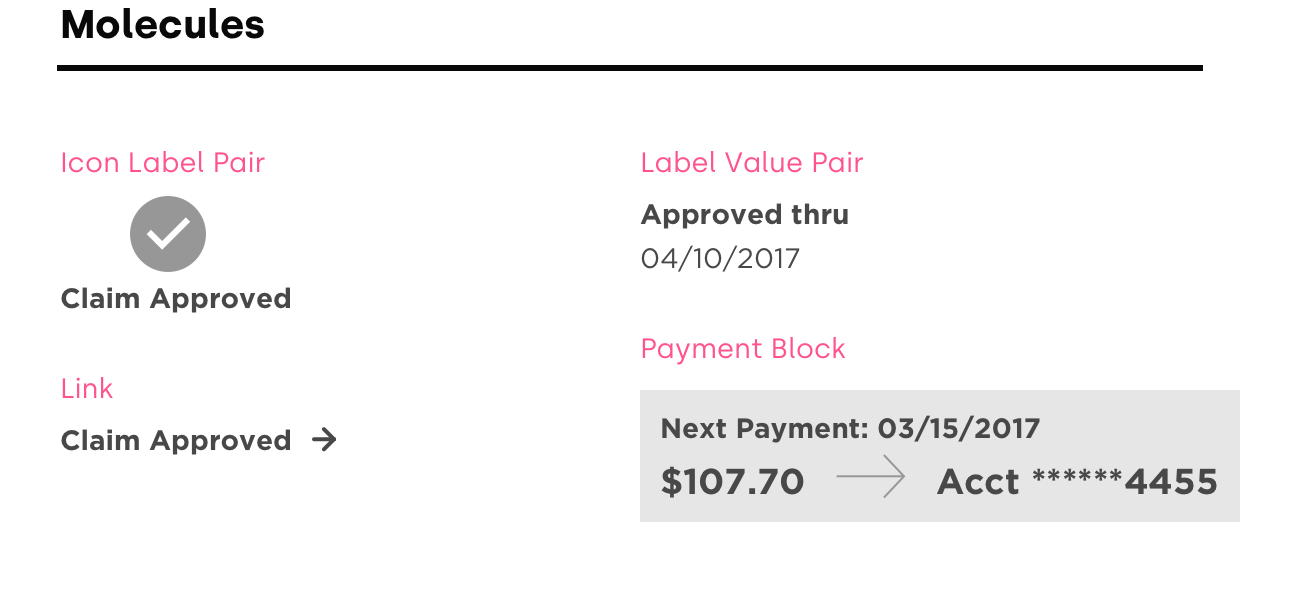 Molecules
Icon Label Pair
Claim Approved
Link
Claim Approved
Label Value Pair
Approved thru
04/10/2017
Payment Block
Next Payment: 03/15/2017
$107.70 Acct ******4455